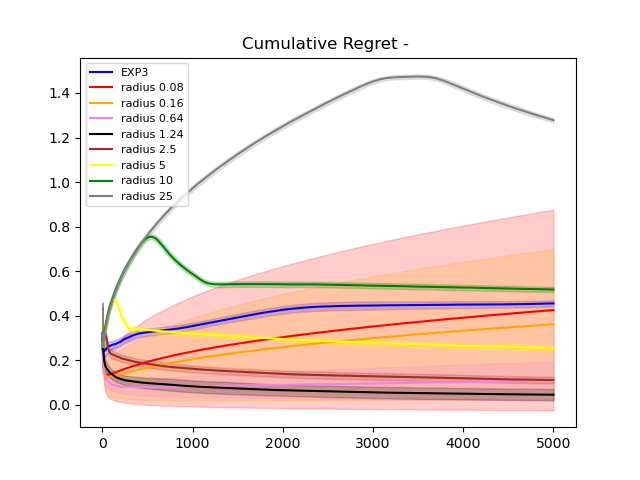 Cumulative Regret -
EXP3
radius 0.08
radius 0.16
radius 0.64
radius 1.24
radius 2.5
radius 5
radius 10
radius 25
1.4
1.2
1.0
0.8
0.6
0.4
0.2
0.0
0 1000 2000 3000 4000 5000